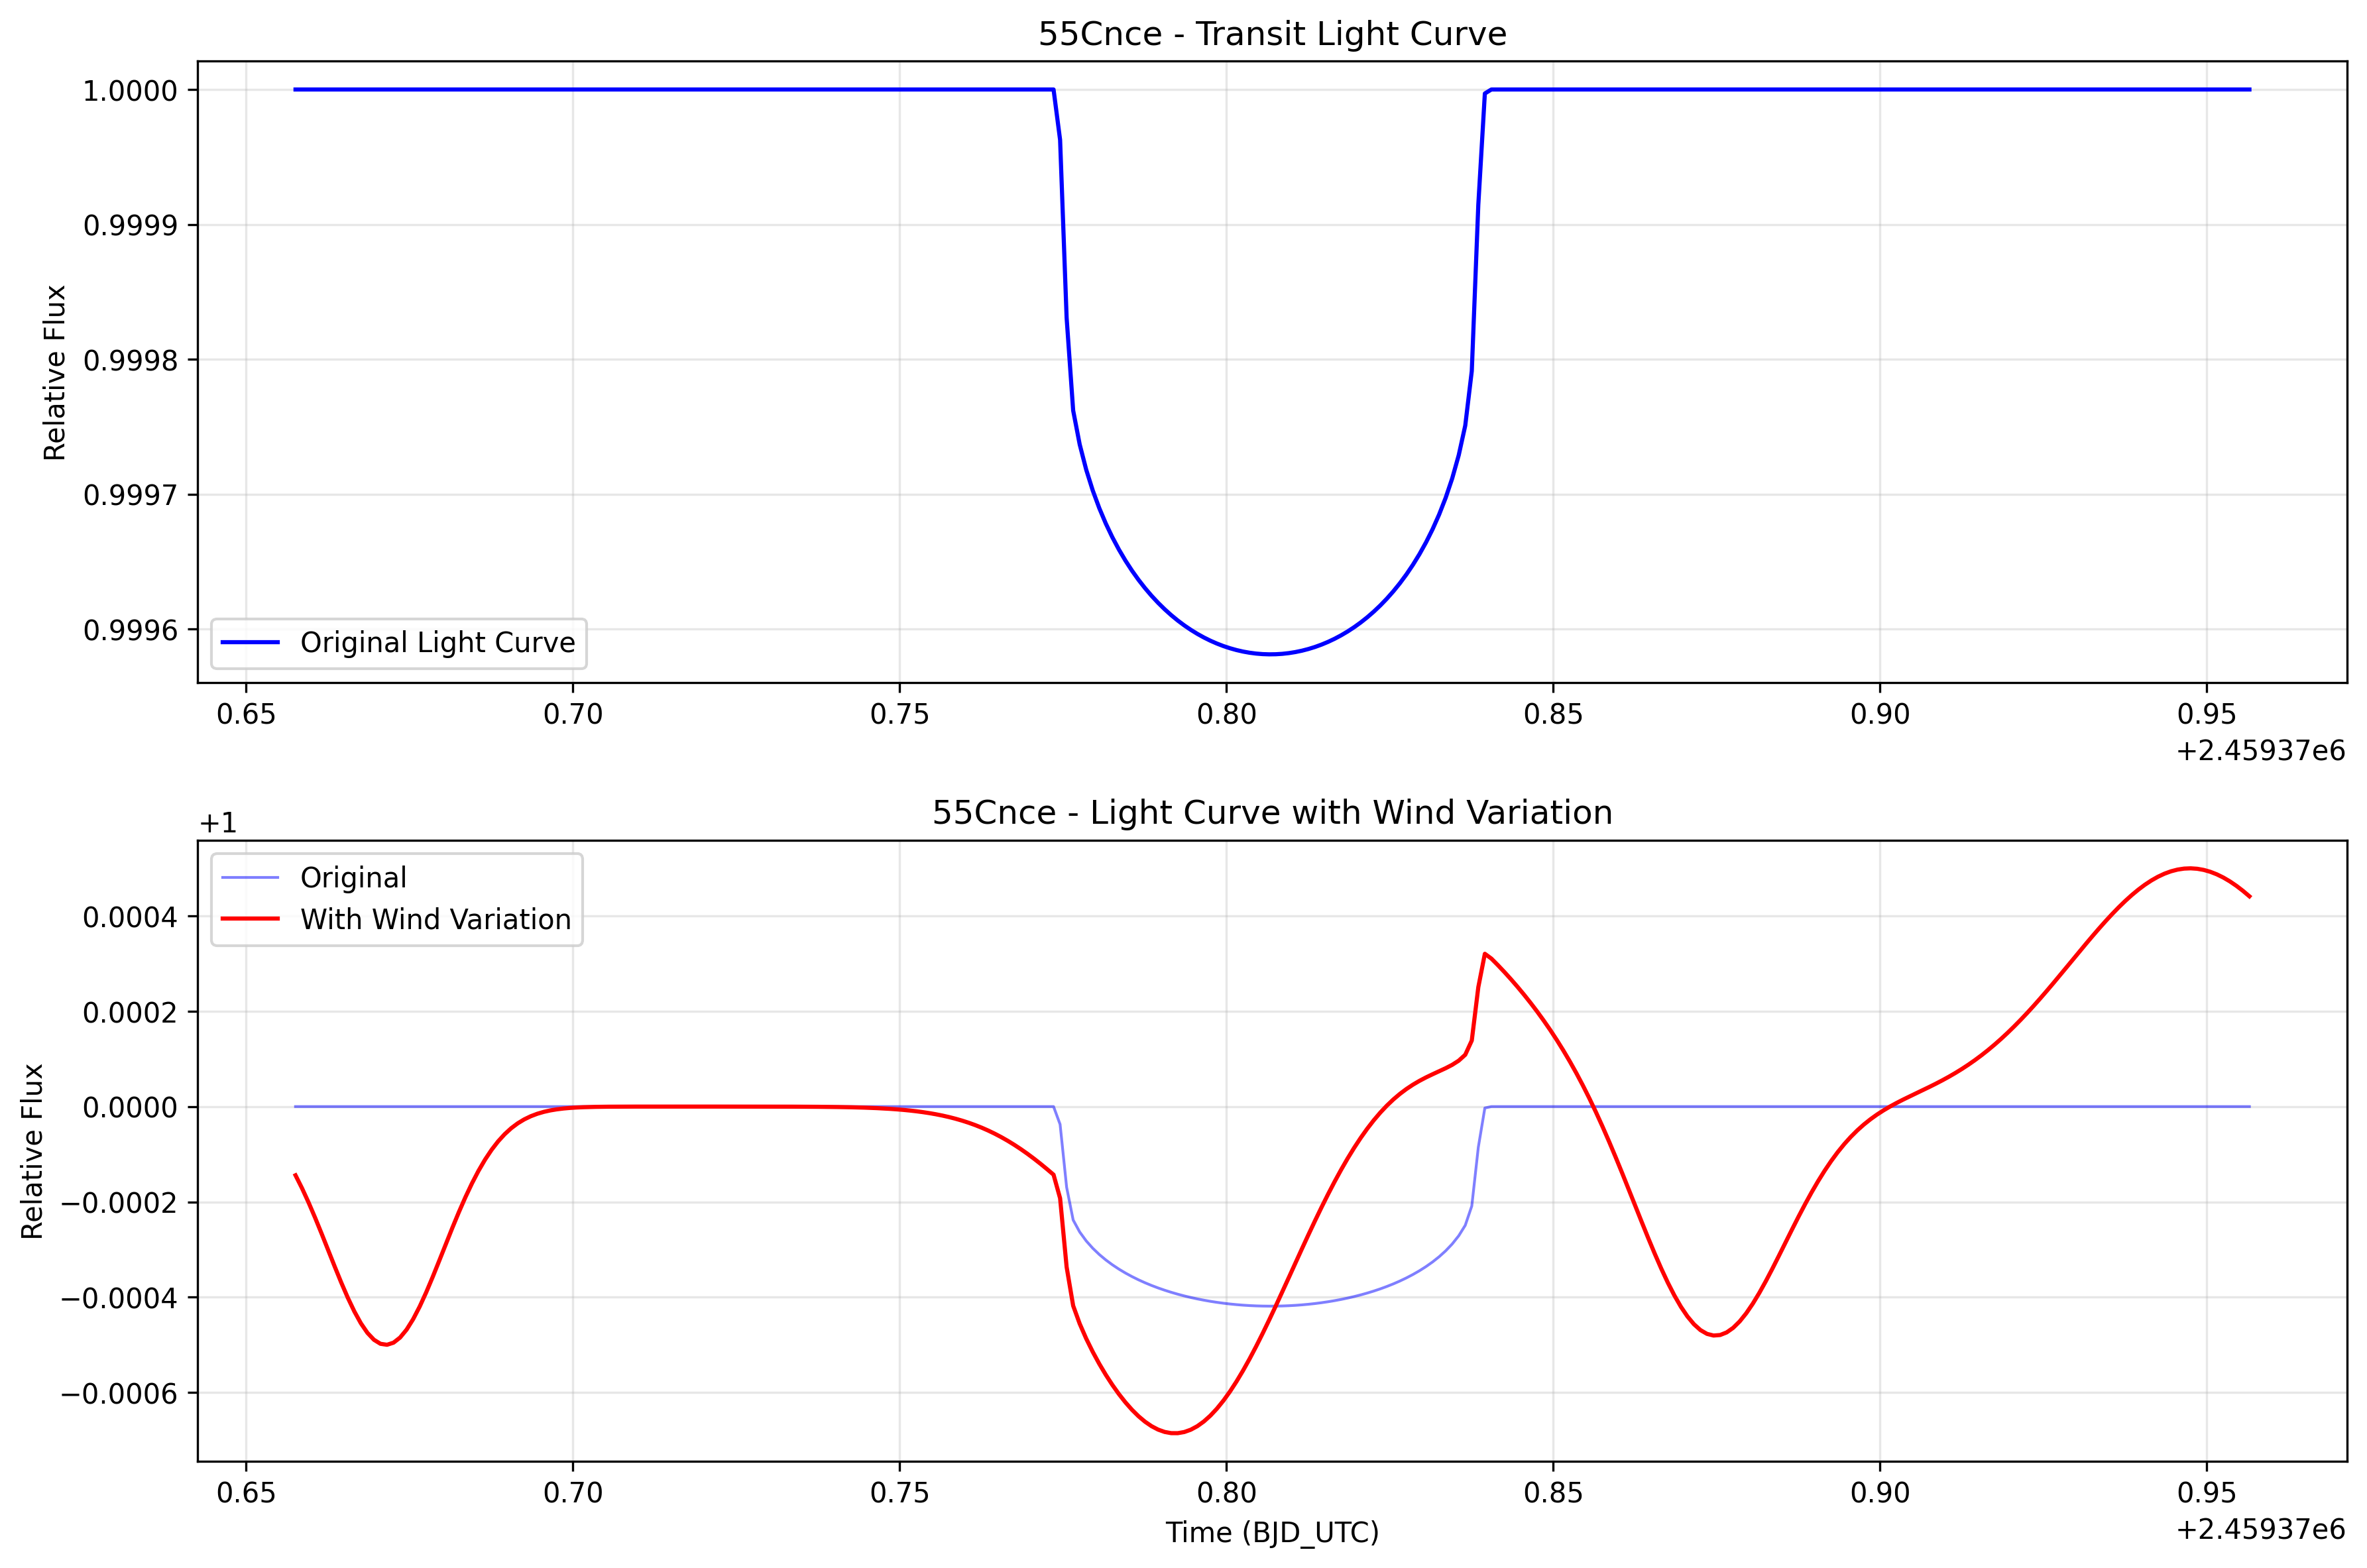 55Cnce - Transit Light Curve
1.0000
0.9999
0.9998
0.9997
0.9996
Relative Flux
Original Light Curve
0.65 0.70 0.75 0.80 0.85 0.90 0.95
+2.45937e6
55Cnce - Light Curve with Wind Variation
+1
Original
With Wind Variation
0.0004
0.0002
0.0000
−0.0002
−0.0004
−0.0006
Relative Flux
0.65 0.70 0.75 0.80 0.85 0.90 0.95
Time (BJD_UTC)
+2.45937e6